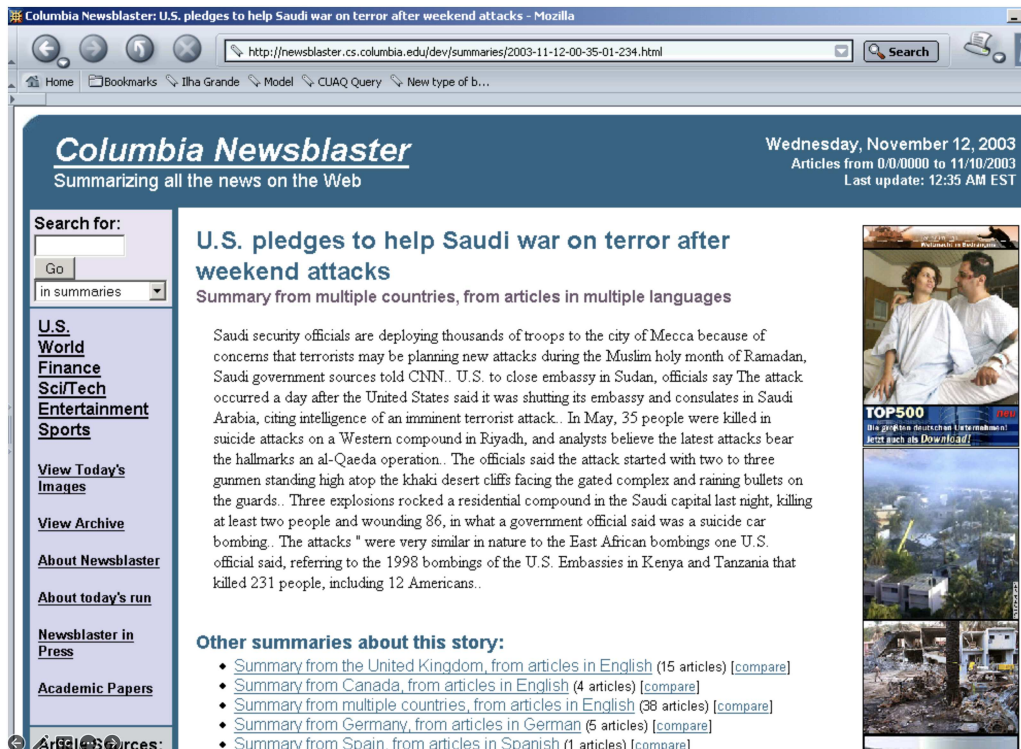 Columbia Newsblaster: U.S. pledges to help Saudi war on terror after weekend attacks - Mozilla
http://newsblaster.cs.columbia.edu/dev/summaries/2003-11-12-00-35-01-234.html
Search
Home Bookmarks Ilha Grande Model CUAQ Query New type of b...
Columbia Newsblaster
Summarizing all the news on the Web
Wednesday, November 12, 2003
Articles from 0/0/0000 to 11/10/2003
Last update: 12:35 AM EST
Search for:
Go
in summaries
U.S.
World
Finance
Sci/Tech
Entertainment
Sports
View Today's
Images
View Archive
About Newsblaster
About today's run
Newsblaster in
Press
Academic Papers
Article Sources:
U.S. pledges to help Saudi war on terror after
weekend attacks
Summary from multiple countries, from articles in multiple languages
Saudi security officials are deploying thousands of troops to the city of Mecca because of
concerns that terrorists may be planning new attacks during the Muslim holy month of Ramadan,
Saudi government sources told CNN.. U.S. to close embassy in Sudan, officials say The attack
occurred a day after the United States said it was shutting its embassy and consulates in Saudi
Arabia, citing intelligence of an imminent terrorist attack.. In May, 35 people were killed in
suicide attacks on a Western compound in Riyadh, and analysts believe the latest attacks bear
the hallmarks an al-Qaeda operation.. The officials said the attack started with two to three
gunmen standing high atop the khaki desert cliffs facing the gated complex and raining bullets on
the guards.. Three explosions rocked a residential compound in the Saudi capital last night, killing
at least two people and wounding 86, in what a government official said was a suicide car
bombing.. The attacks " were very similar in nature to the East African bombings one U.S.
official said, referring to the 1998 bombings of the U.S. Embassies in Kenya and Tanzania that
killed 231 people, including 12 Americans..
Other summaries about this story:
Summary from the United Kingdom, from articles in English (15 articles) [compare]
Summary from Canada, from articles in English (4 articles) [compare]
Summary from multiple countries, from articles in English (38 articles) [compare]
Summary from Germany, from articles in German (5 articles) [compare]
Summary from Spain, from articles in Spanish (1 articles) [compare]
TOP500 neu
Die größten deutschen Unternehmen!
Jetzt auch als Download!